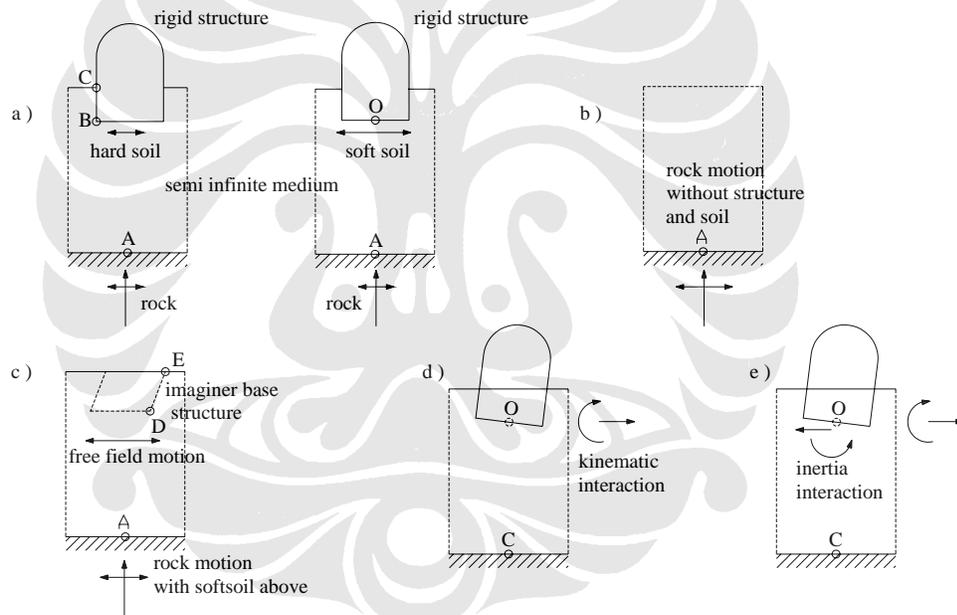 rigid structure
rigid structure
C
a )
B
O
b )
hard soil
soft soil
semi infinite medium
rock motion
without structure
and soil
A
A
A
rock
rock
c )
E
imaginer base
structure
D
free field motion
A
rock motion
with softsoil above
d )
O
kinematic
interaction
C
e )
O
inertia
interaction
C